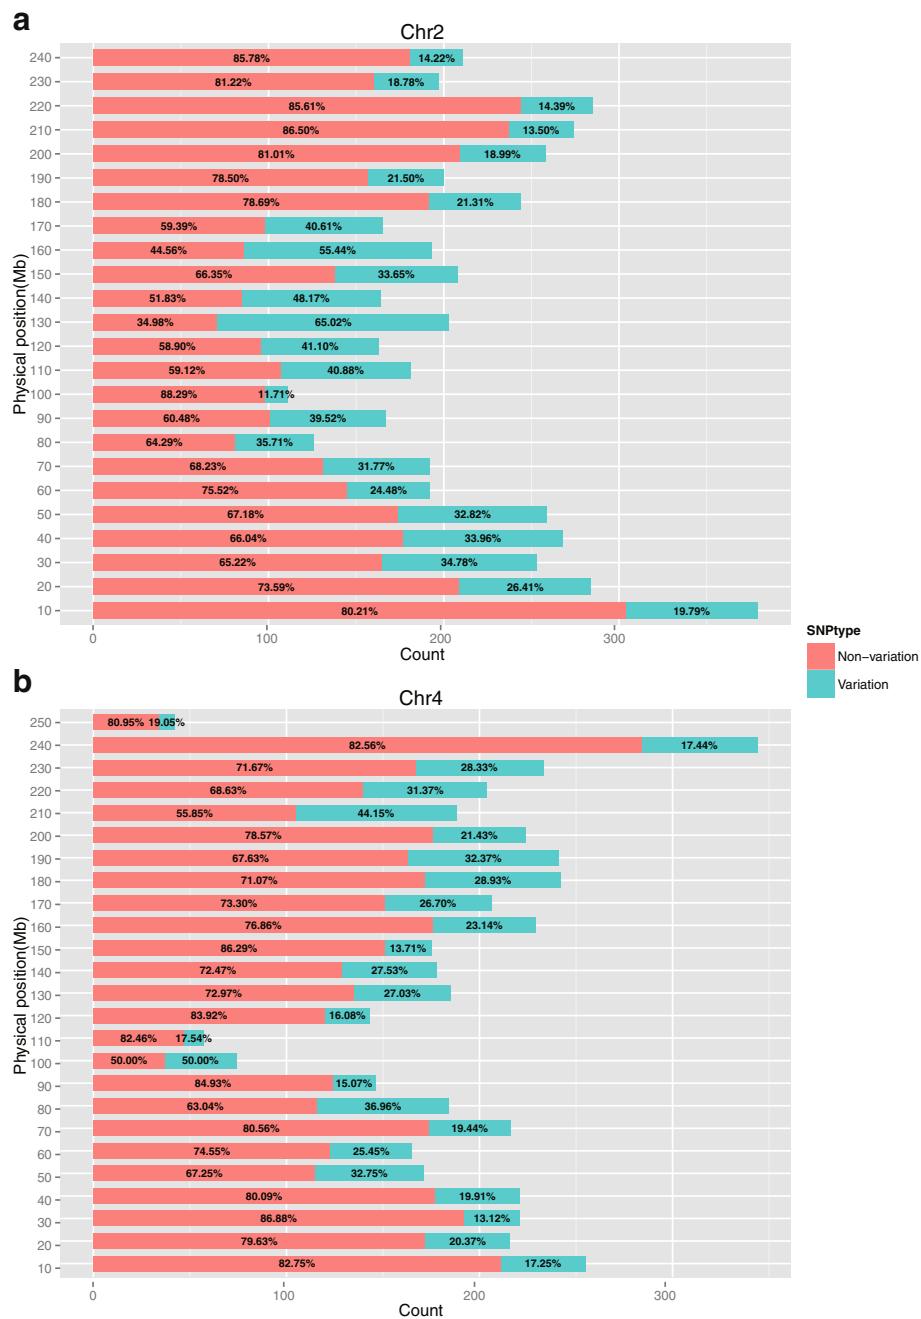 a
Chr2
Physical position(Mb)
240 85.78% 14.22%
230 81.22% 18.78%
220 85.61% 14.39%
210 86.50% 13.50%
200 81.01% 18.99%
190 78.50% 21.50%
180 78.69% 21.31%
170 59.39% 40.61%
160 44.56% 55.44%
150 66.35% 33.65%
140 51.83% 48.17%
130 34.98% 65.02%
120 58.90% 41.10%
110 59.12% 40.88%
100 88.29% 11.71%
90 60.48% 39.52%
80 64.29% 35.71%
70 68.23% 31.77%
60 75.52% 24.48%
50 67.18% 32.82%
40 66.04% 33.96%
30 65.22% 34.78%
20 73.59% 26.41%
10 80.21% 19.79%
0 100 200 300
Count
SNPtype
Non−variation
Variation
b
Chr4
Physical position(Mb)
250 80.95% 19.05%
240 82.56% 17.44%
230 71.67% 28.33%
220 68.63% 31.37%
210 55.85% 44.15%
200 78.57% 21.43%
190 67.63% 32.37%
180 71.07% 28.93%
170 73.30% 26.70%
160 76.86% 23.14%
150 86.29% 13.71%
140 72.47% 27.53%
130 72.97% 27.03%
120 83.92% 16.08%
110 82.46% 17.54%
100 50.00% 50.00%
90 84.93% 15.07%
80 63.04% 36.96%
70 80.56% 19.44%
60 74.55% 25.45%
50 67.25% 32.75%
40 80.09% 19.91%
30 86.88% 13.12%
20 79.63% 20.37%
10 82.75% 17.25%
0 100 200 300
Count